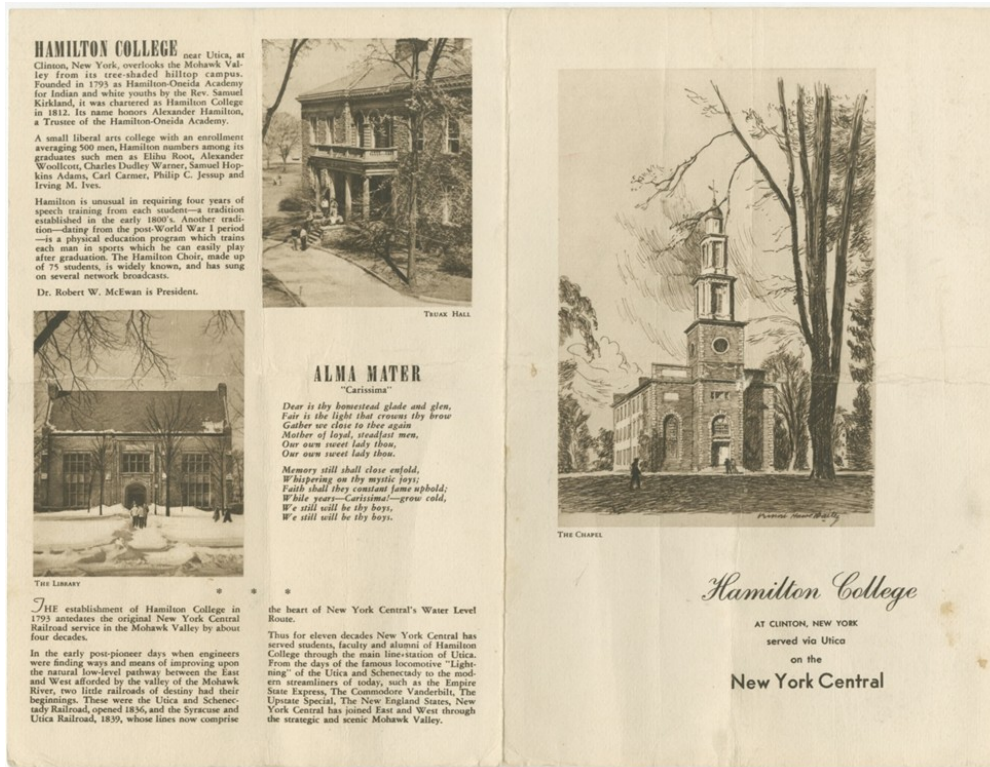 HAMILTON COLLEGE near Utica, at
Clinton, New York, overlooks the Mohawk Val-
ley from its tree-shaded hilltop campus.
Founded in 1793 as Hamilton-Oneida Academy
for Indian and white youths by the Rev. Samuel
Kirkland, it was chartered as Hamilton College
in 1812. Its name honors Alexander Hamilton,
a Trustee of the Hamilton-Oneida Academy.
A small liberal arts college with an enrollment
averaging 500 men, Hamilton numbers among its
graduates such men as Elihu Root, Alexander
Woollcott, Charles Dudley Warner, Samuel Hop-
kins Adams, Carl Carmer, Philip C. Jessup and
Irving M. Ives.
Hamilton is unusual in requiring four years of
speech training from each student—a tradition
established in the early 1800's. Another tradi-
tion—dating from the post-World War I period
—is a physical education program which trains
each man in sports which he can easily play
after graduation. The Hamilton Choir, made up
of 75 students, is widely known, and has sung
on several network broadcasts.
Dr. Robert W. McEwan is President.
TRUAX HALL
THE LIBRARY
ALMA MATER
"Carissima"
Dear is thy homestead glade and glen,
Fair is the light that crowns thy brow
Gather we close to thee again
Mother of loyal, steadfast men,
Our own sweet lady thou,
Our own sweet lady thou.
Memory still shall close enfold,
Whispering on thy mystic joys;
Faith shall they constant fame uphold;
While years—Carissima!—grow cold,
We still will be thy boys,
We still will be thy boys.
THE establishment of Hamilton College in
1793 antedates the original New York Central
Railroad service in the Mohawk Valley by about
four decades.
In the early post-pioneer days when engineers
were finding ways and means of improving upon
the natural low-level pathway between the East
and West afforded by the valley of the Mohawk
River, two little railroads of destiny had their
beginnings. These were the Utica and Schenec-
tady Railroad, opened 1836, and the Syracuse and
Utica Railroad, 1839, whose lines now comprise
the heart of New York Central's Water Level
Route.
Thus for eleven decades New York Central has
served students, faculty and alumni of Hamilton
College through the main line-station of Utica.
From the days of the famous locomotive "Light-
ning" of the Utica and Schenectady to the mod-
ern streamliners of today, such as the Empire
State Express, The Commodore Vanderbilt, The
Upstate Special, The New England States, New
York Central has joined East and West through
the strategic and scenic Mohawk Valley.
THE CHAPEL
Hamilton College
AT CLINTON, NEW YORK
served via Utica
on the
New York Central